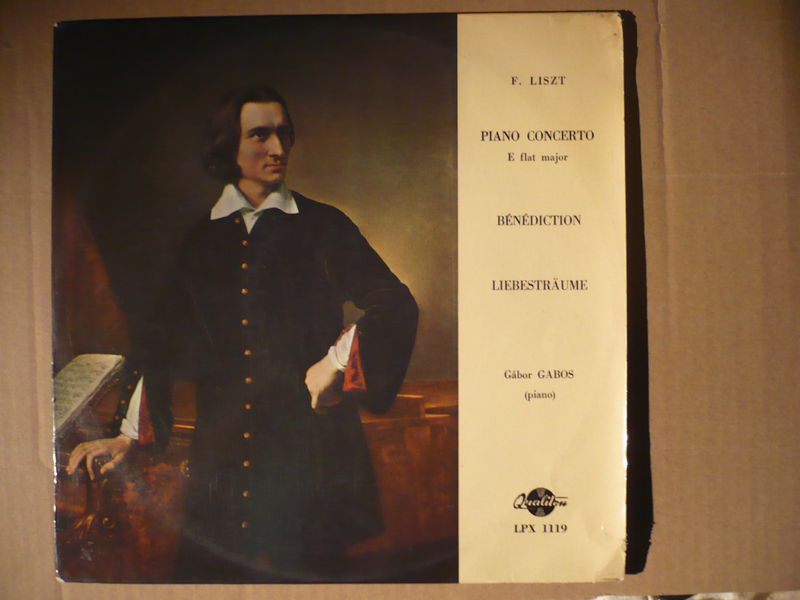 F. LISZT
PIANO CONCERTO
E flat major
BÉNÉDICTION
LIEBESTRÄUME
Gábor GABOS
(piano)
Qualiton
LPX 1119